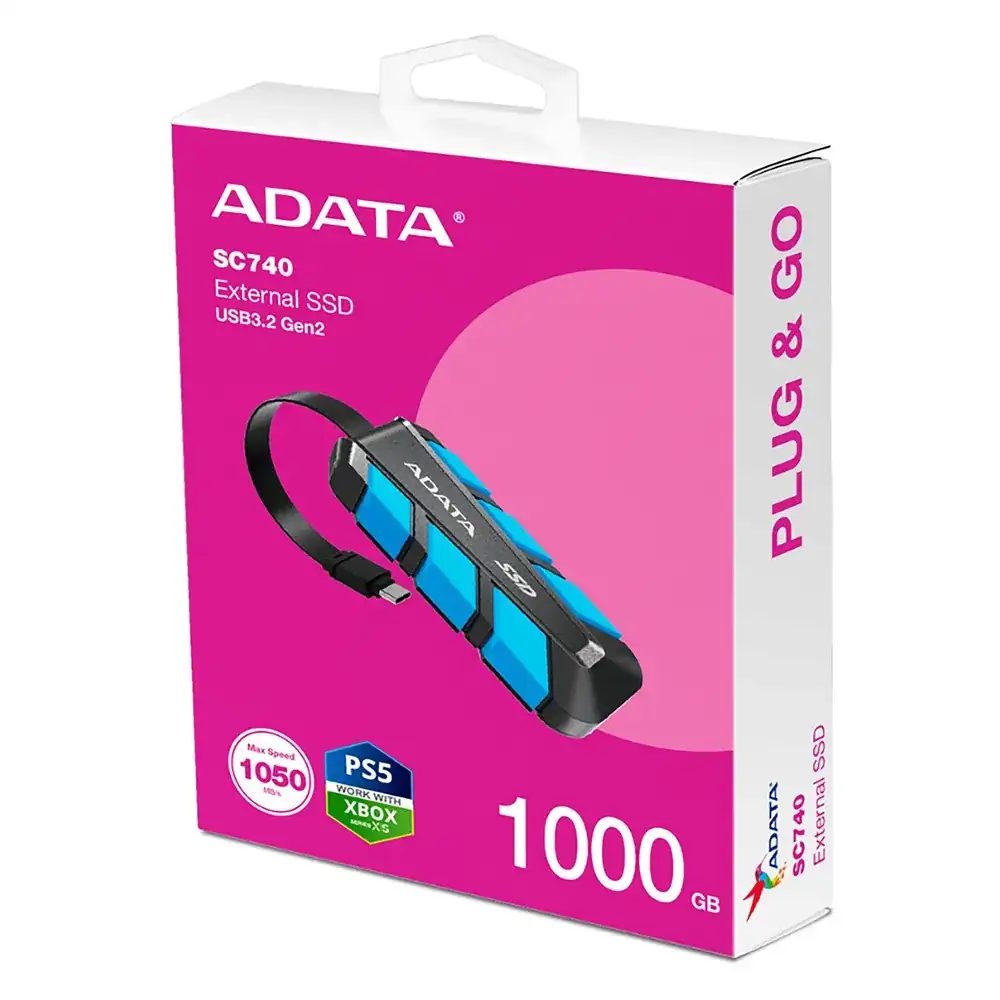 ADATA®
SC740
External SSD
USB3.2 Gen2
ADATA SSD
Max Speed
1050
MB/s
PS5
WORK WITH
XBOX
SERIES X|S
1000 GB
PLUG & GO
ADATA
SC740
External SSD